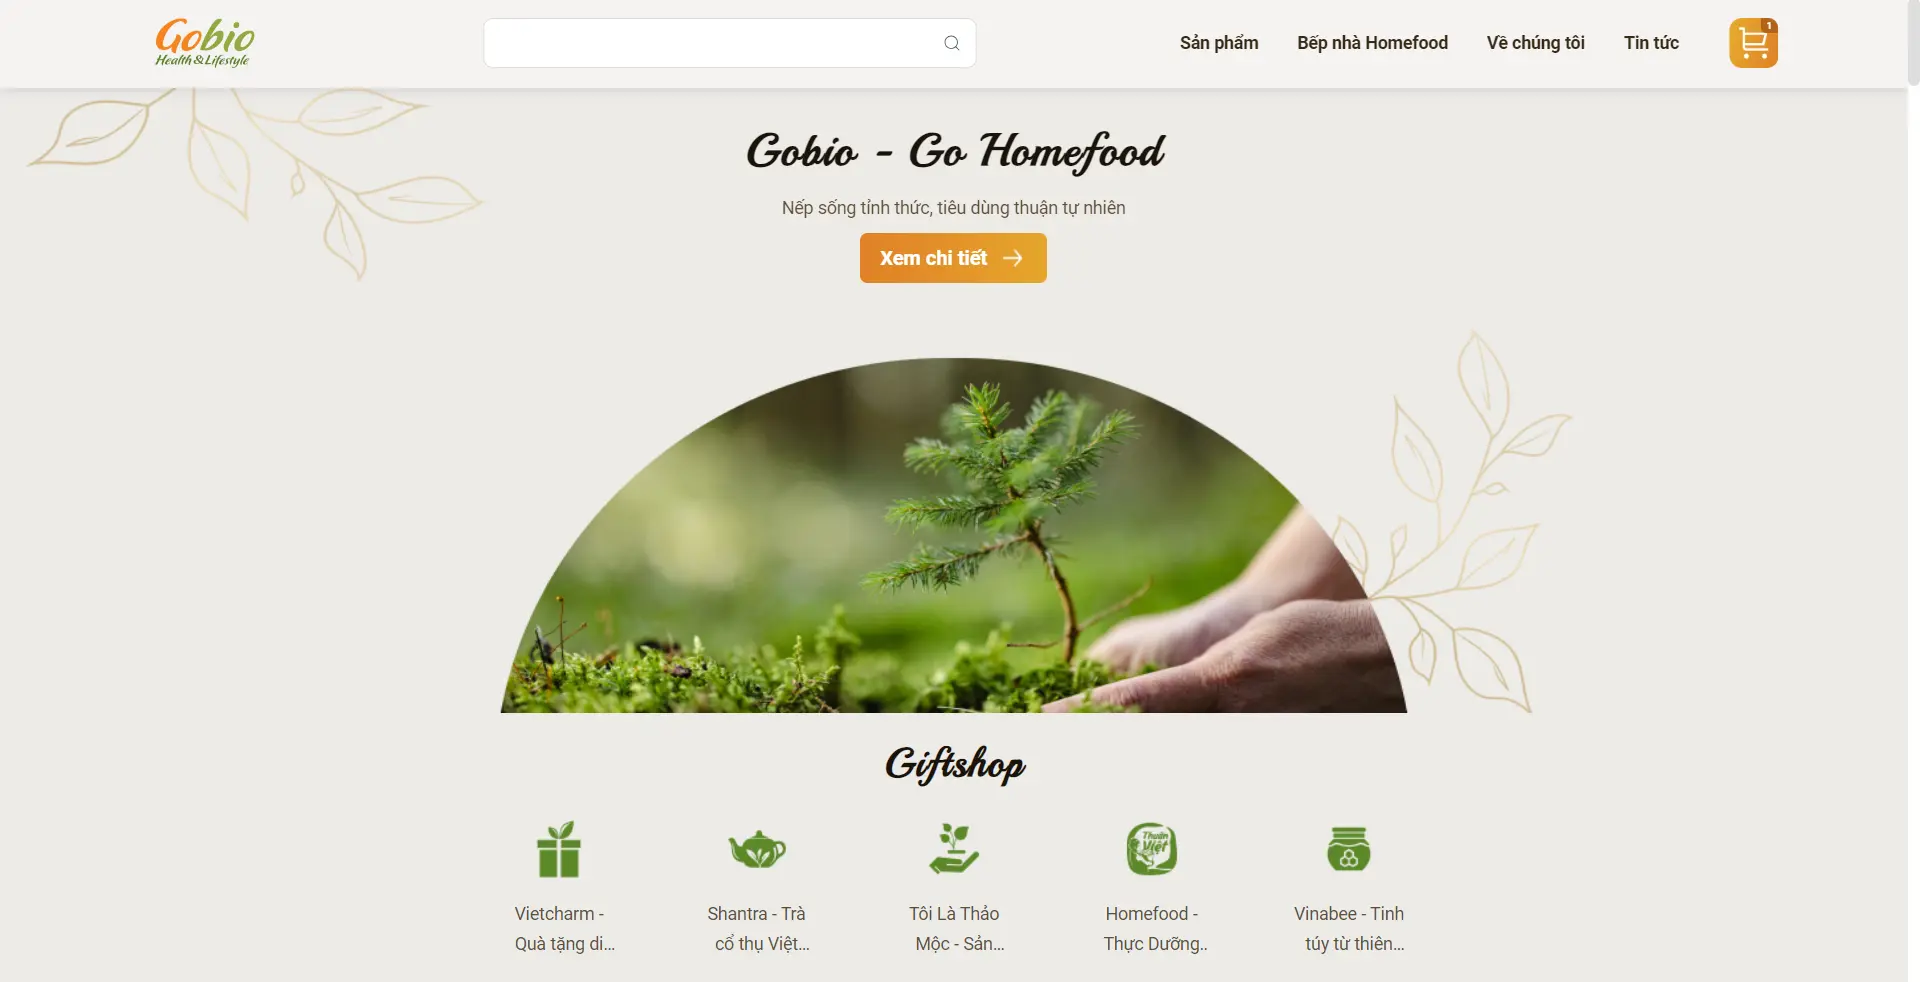 Gobio
Health & Lifestyle
Sản phẩm
Bếp nhà Homefood
Về chúng tôi
Tin tức
1
Gobio - Go Homefood
Nếp sống tỉnh thức, tiêu dùng thuận tự nhiên
Xem chi tiết
Giftshop
Vietcharm -
Quà tặng di...
Shantra - Trà
cổ thụ Việt...
Tôi Là Thảo
Mộc - Sản...
Thuần
Việt
Homefood -
Thực Dưỡng..
Vinabee - Tinh
túy từ thiên...